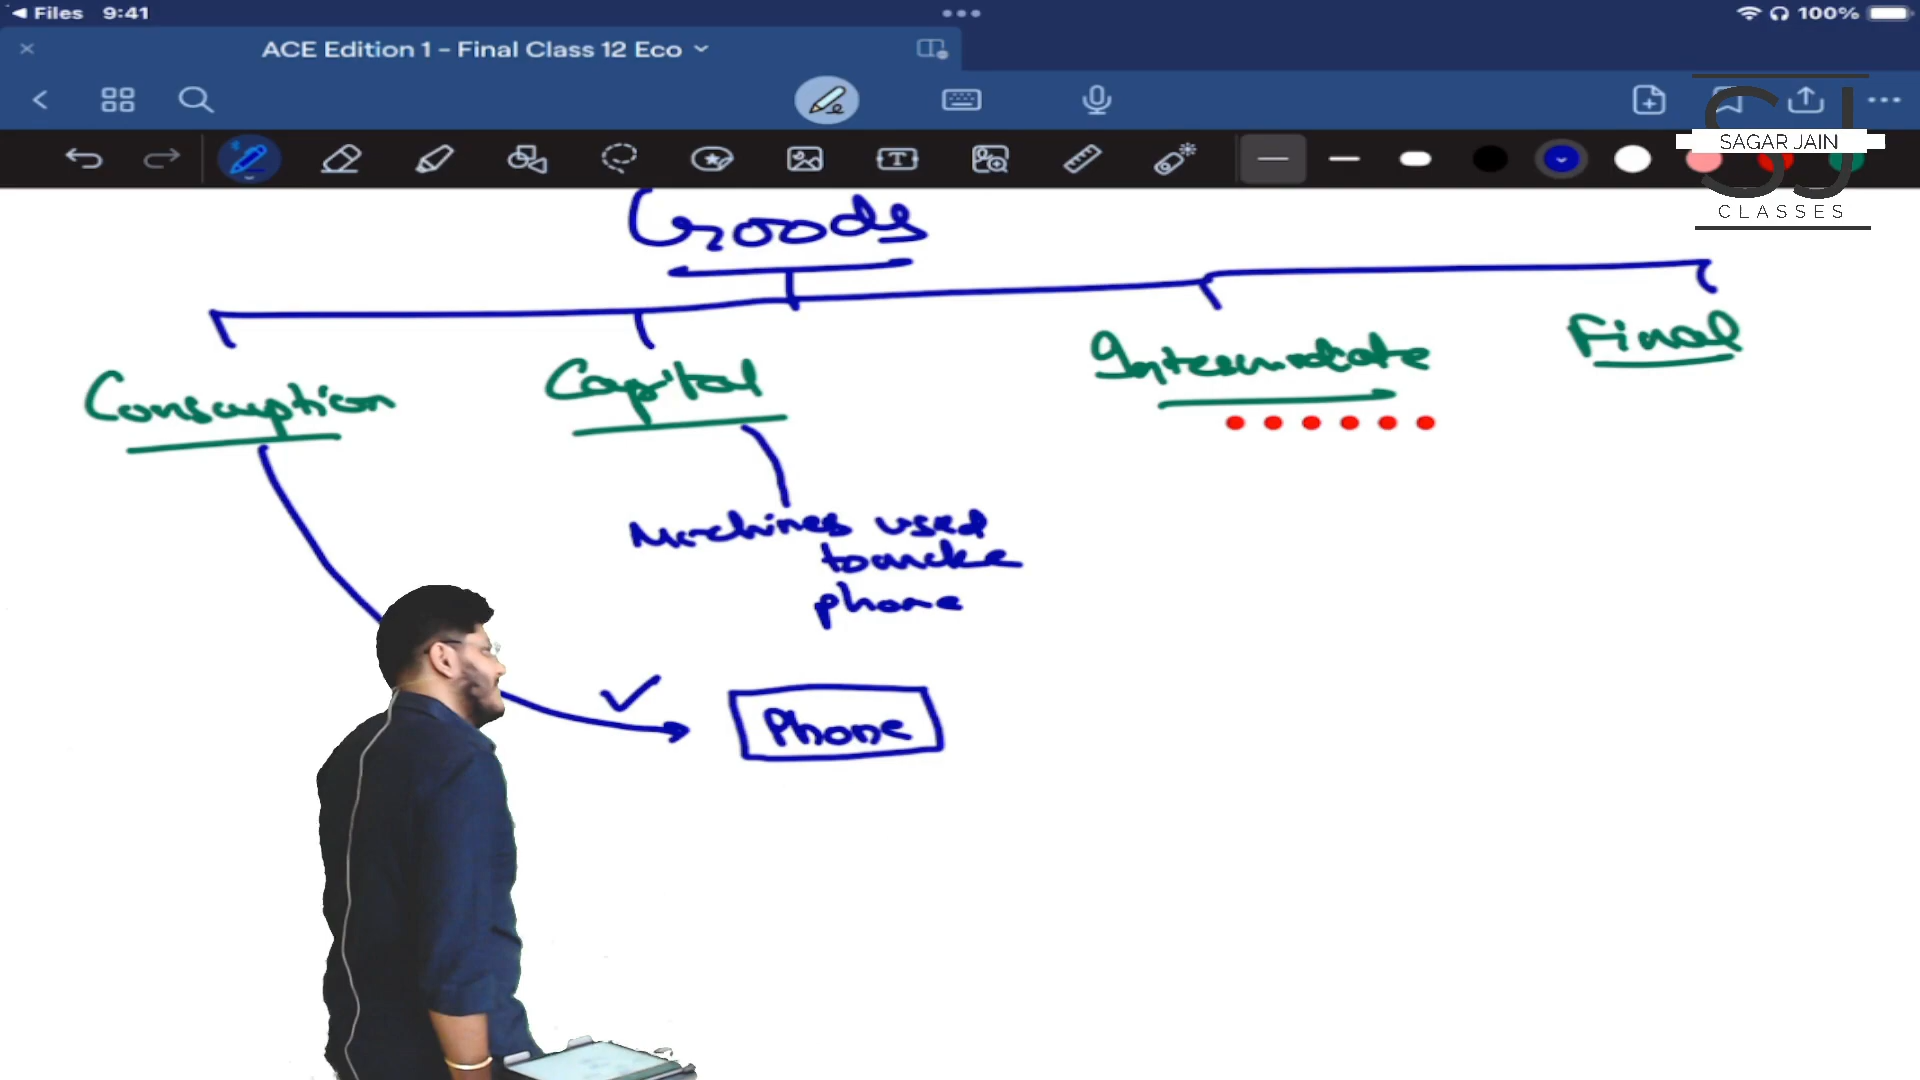 Files 9:41
100%
ACE Edition 1 - Final Class 12 Eco
SAGAR JAIN
CLASSES
Goods
Consumption
Capital
Intermediate
Final
Machines used
to make
phone
Phone